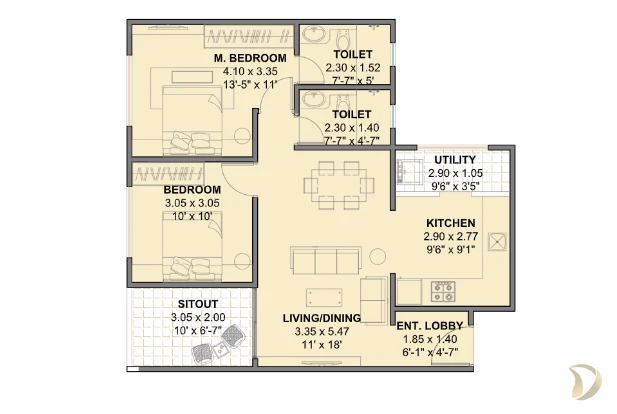 M. BEDROOM
4.10 x 3.35
13'-5" x 11'
TOILET
2.30 x 1.52
7'-7" x 5'
TOILET
2.30 x 1.40
7'-7" x 4'-7"
UTILITY
2.90 x 1.05
9'6" x 3'5"
BEDROOM
3.05 x 3.05
10' x 10'
KITCHEN
2.90 x 2.77
9'6" x 9'1"
SITOUT
3.05 x 2.00
10' x 6'-7"
LIVING/DINING
3.35 x 5.47
11' x 18'
ENT. LOBBY
1.85 x 1.40
6'-1" x 4'-7"